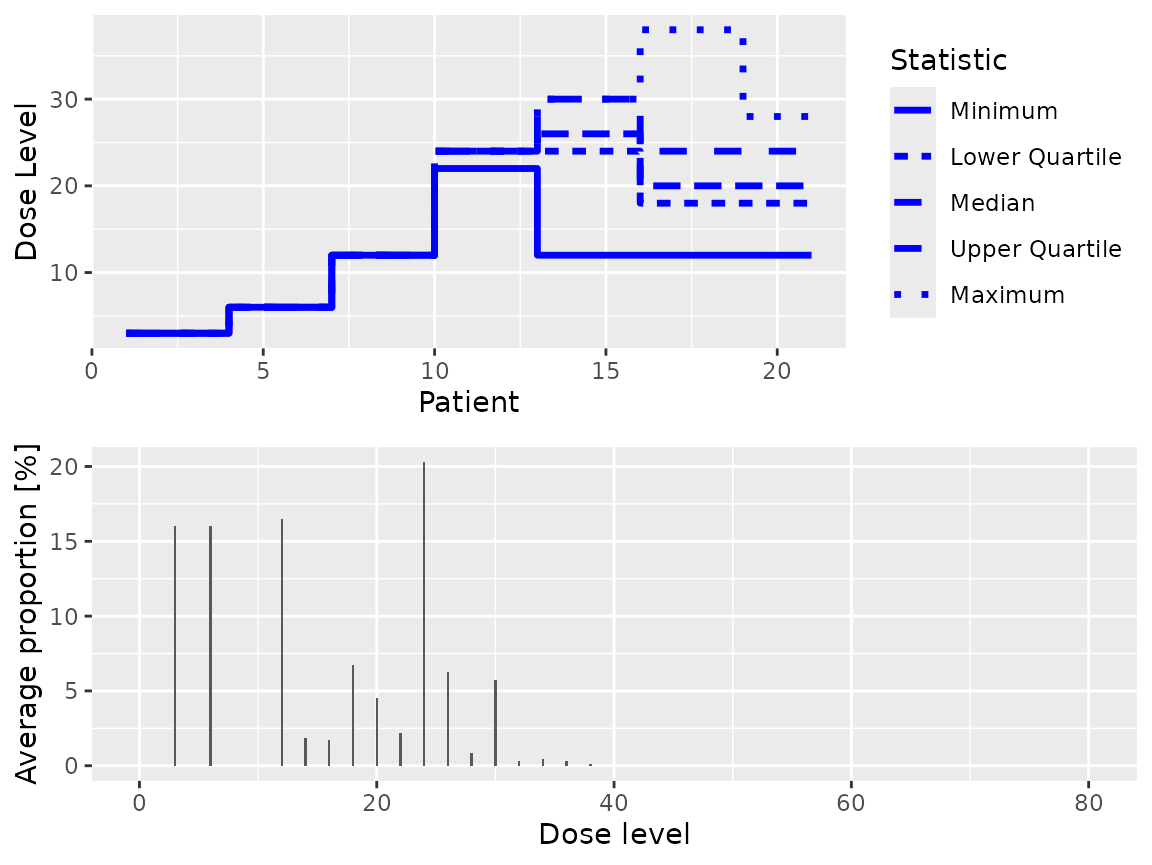 Dose Level
30
20
10
0 5 10 15 20
Patient
Statistic
Minimum
Lower Quartile
Median
Upper Quartile
Maximum
Average proportion [%]
20
15
10
5
0
0 20 40 60 80
Dose level